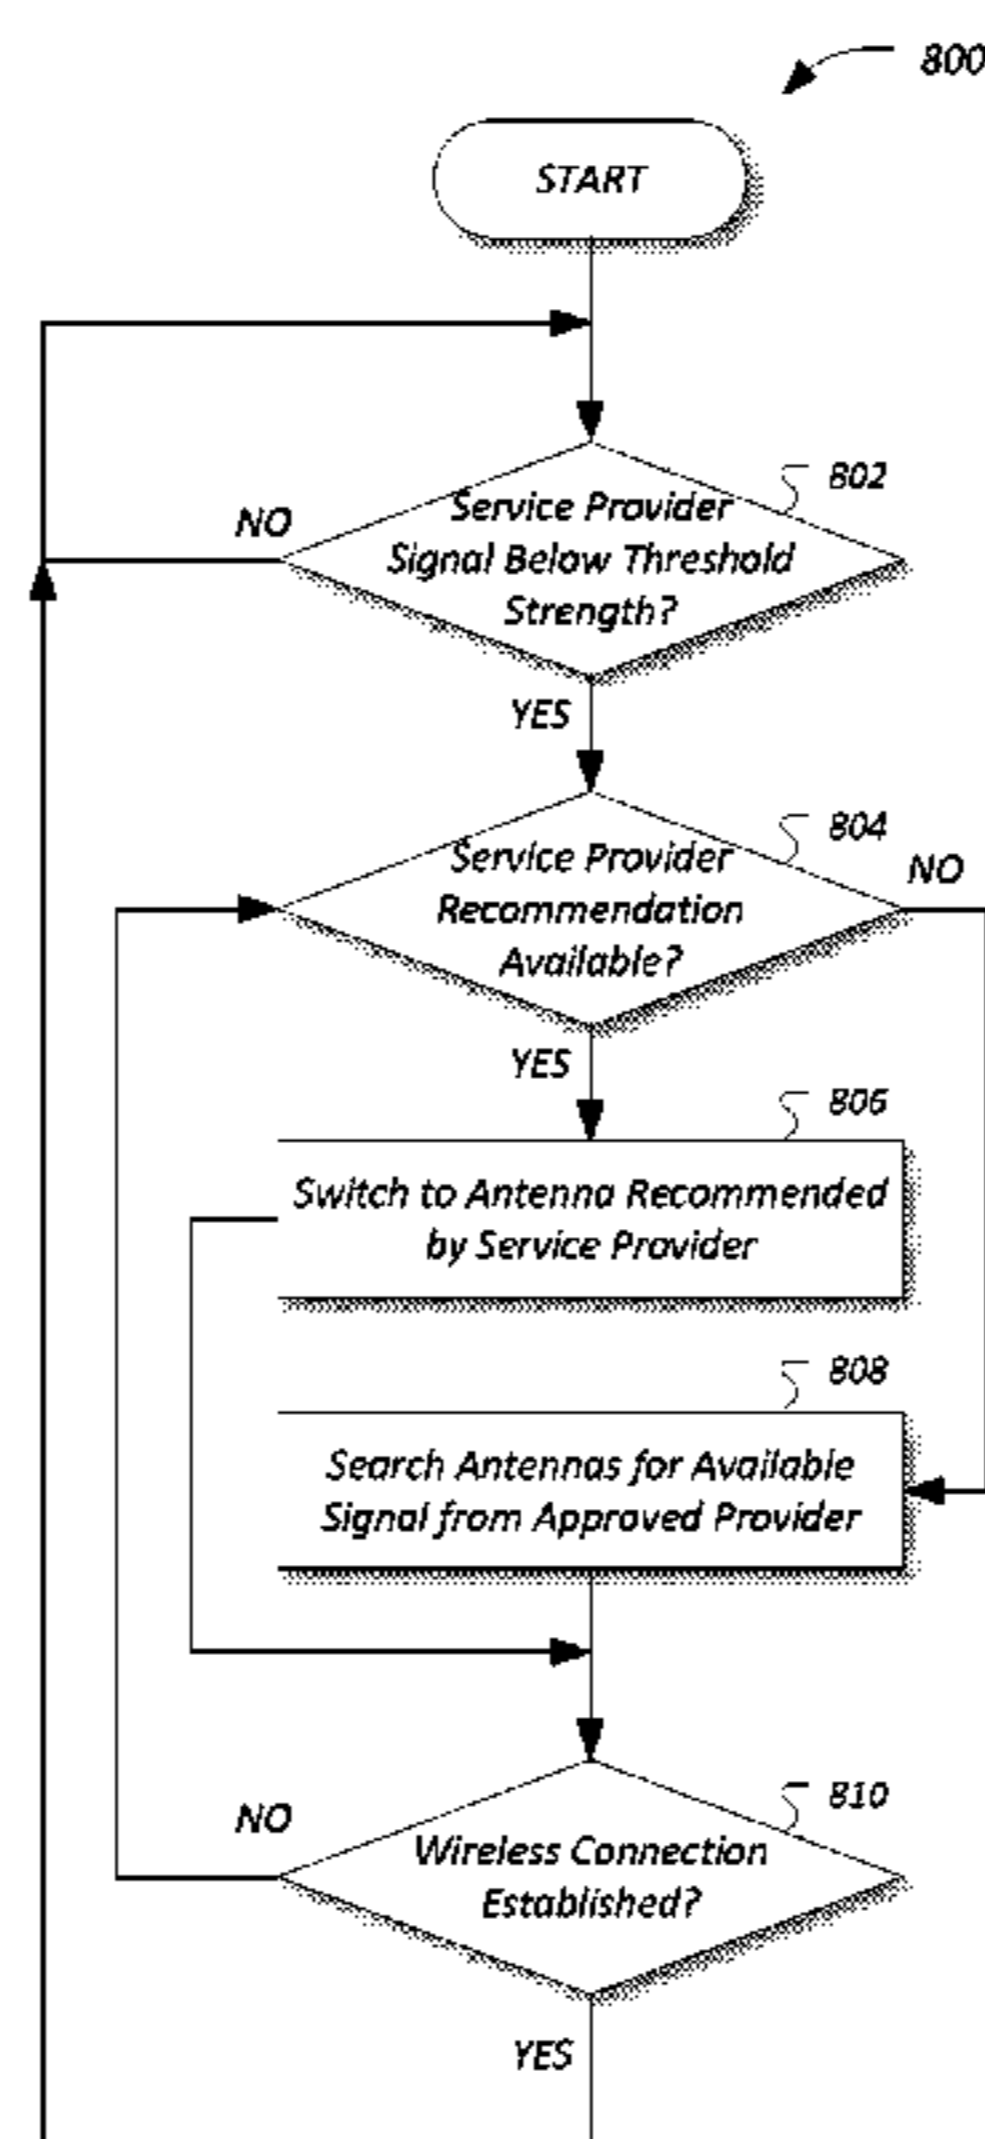 800
START
802
NO
Service Provider
Signal Below Threshold
Strength?
YES
804
Service Provider
NO
Recommendation
Available?
YES
806
Switch to Antenna Recommended
by Service Provider
808
Search Antennas for Available
Signal from Approved Provider
810
NO
Wireless Connection
Established?
YES